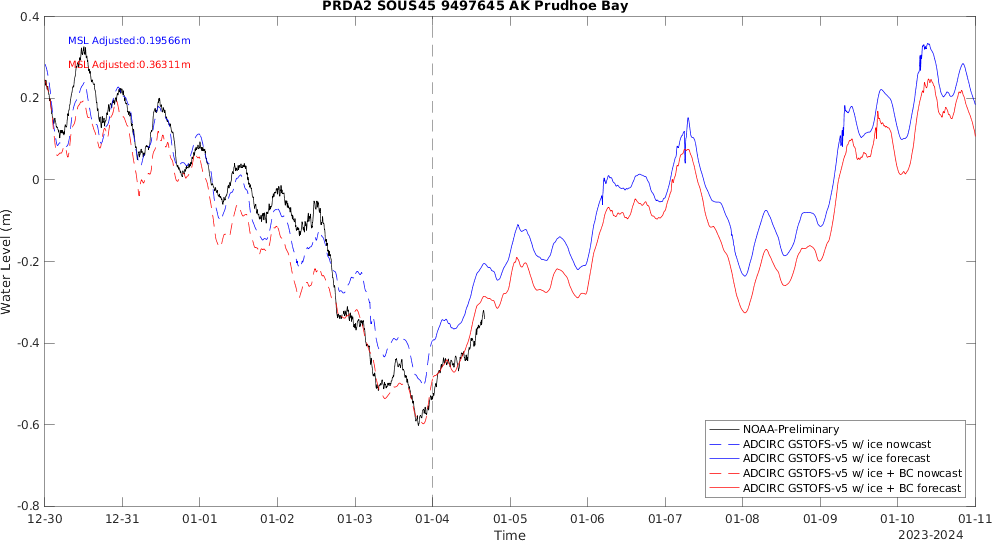 PRDA2 SOUS45 9497645 AK Prudhoe Bay
MSL Adjusted:0.19566m
MSL Adjusted:0.36311m
Water Level (m)
0.4
0.2
0
-0.2
-0.4
-0.6
-0.8
NOAA-Preliminary
ADCIRC GSTOFS-v5 w/ ice nowcast
ADCIRC GSTOFS-v5 w/ ice forecast
ADCIRC GSTOFS-v5 w/ ice + BC nowcast
ADCIRC GSTOFS-v5 w/ ice + BC forecast
12-30 12-31 01-01 01-02 01-03 01-04 01-05 01-06 01-07 01-08 01-09 01-10 01-11
Time
2023-2024